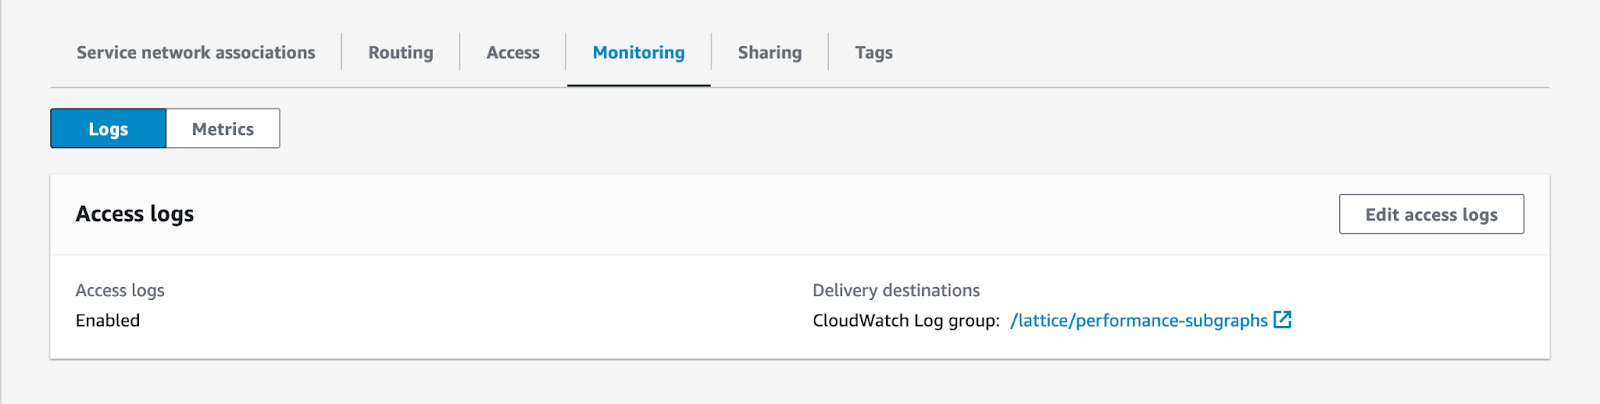 Service network associations
Routing
Access
Monitoring
Sharing
Tags
Logs
Metrics
Access logs
Edit access logs
Access logs
Enabled
Delivery destinations
CloudWatch Log group: /lattice/performance-subgraphs